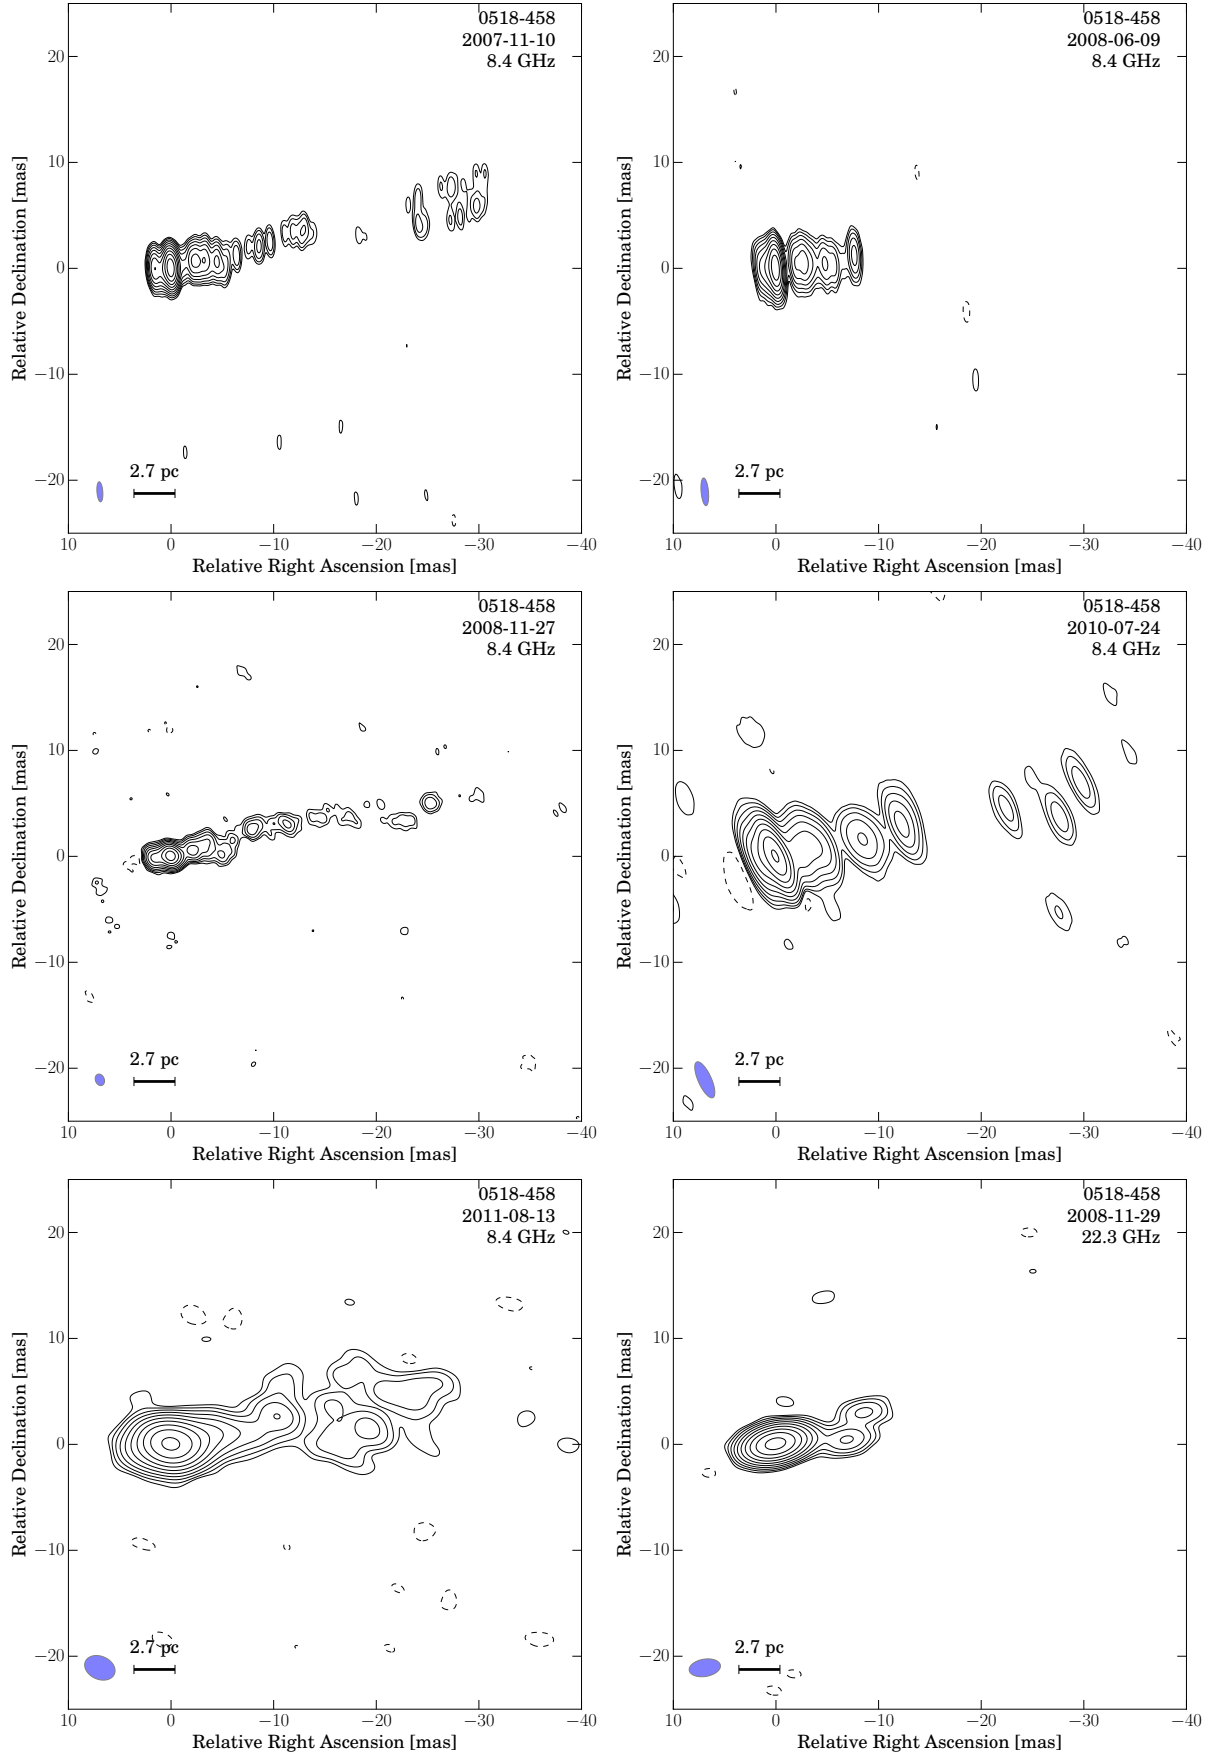 0518-458
2007-11-10
8.4 GHz
20
10
0
−10
−20
Relative Declination [mas]
2.7 pc
10 0 −10 −20 −30 −40
Relative Right Ascension [mas]
0518-458
2008-06-09
8.4 GHz
20
10
0
−10
−20
Relative Declination [mas]
2.7 pc
10 0 −10 −20 −30 −40
Relative Right Ascension [mas]
0518-458
2008-11-27
8.4 GHz
20
10
0
−10
−20
Relative Declination [mas]
2.7 pc
10 0 −10 −20 −30 −40
Relative Right Ascension [mas]
0518-458
2010-07-24
8.4 GHz
20
10
0
−10
−20
Relative Declination [mas]
2.7 pc
10 0 −10 −20 −30 −40
Relative Right Ascension [mas]
0518-458
2011-08-13
8.4 GHz
20
10
0
−10
−20
Relative Declination [mas]
2.7 pc
10 0 −10 −20 −30 −40
Relative Right Ascension [mas]
0518-458
2008-11-29
22.3 GHz
20
10
0
−10
−20
Relative Declination [mas]
2.7 pc
10 0 −10 −20 −30 −40
Relative Right Ascension [mas]